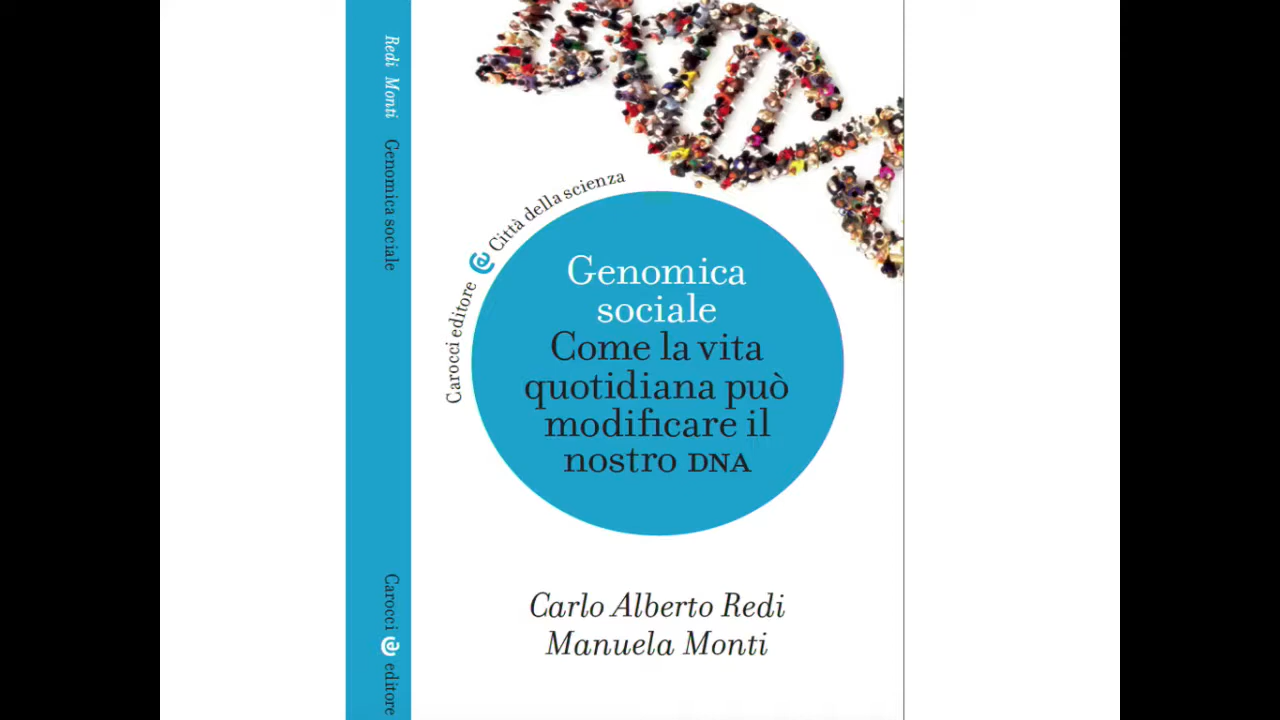 Redi Monti Genomica sociale
Carocci editore
Carocci editore Città della scienza
Genomica
sociale
Come la vita
quotidiana può
modificare il
nostro DNA
Carlo Alberto Redi
Manuela Monti